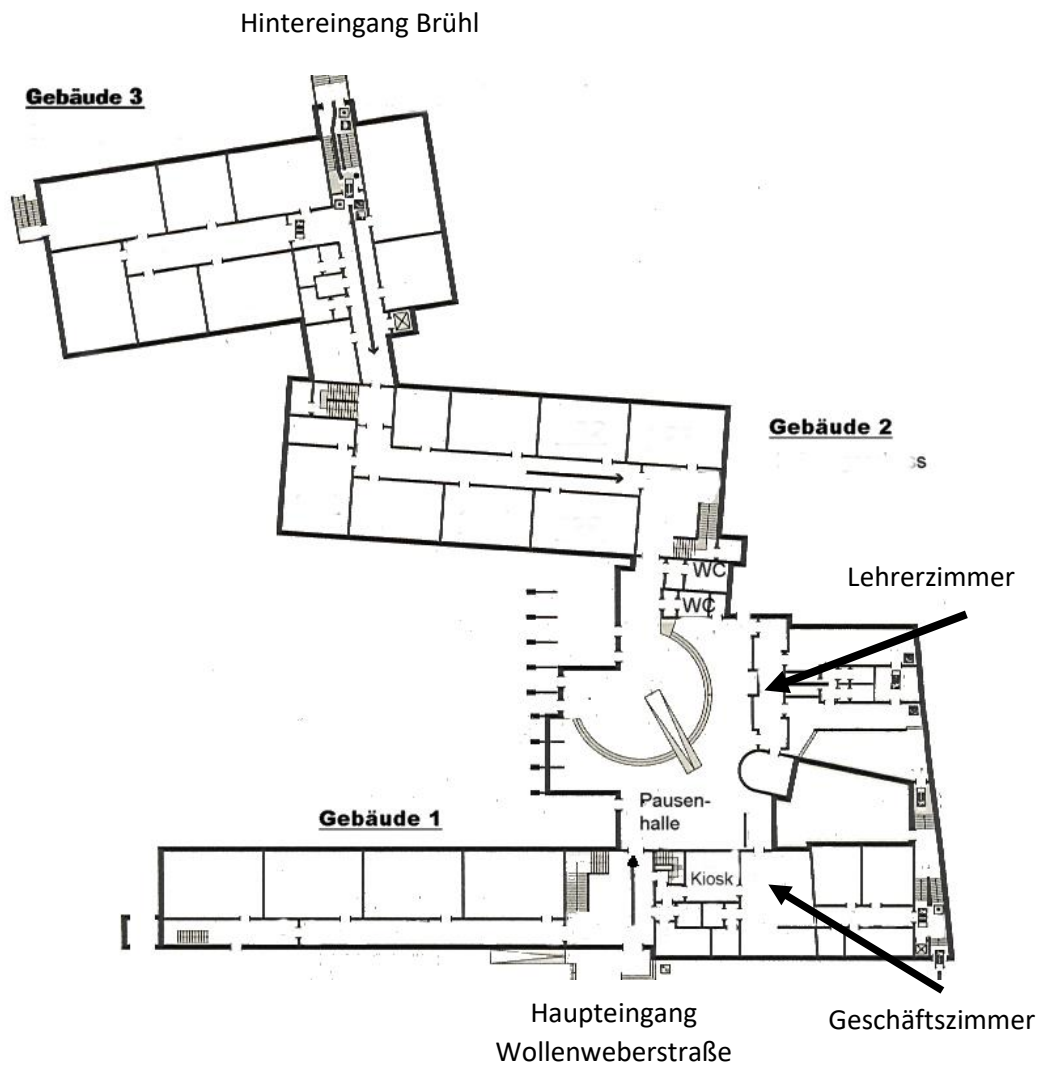 Hintereingang Brühl
Gebäude 3
Gebäude 2
s
Lehrerzimmer
WC
WC
Pausen-
halle
Gebäude 1
Kiosk
Haupteingang
Wollenweberstraße
Geschäftszimmer